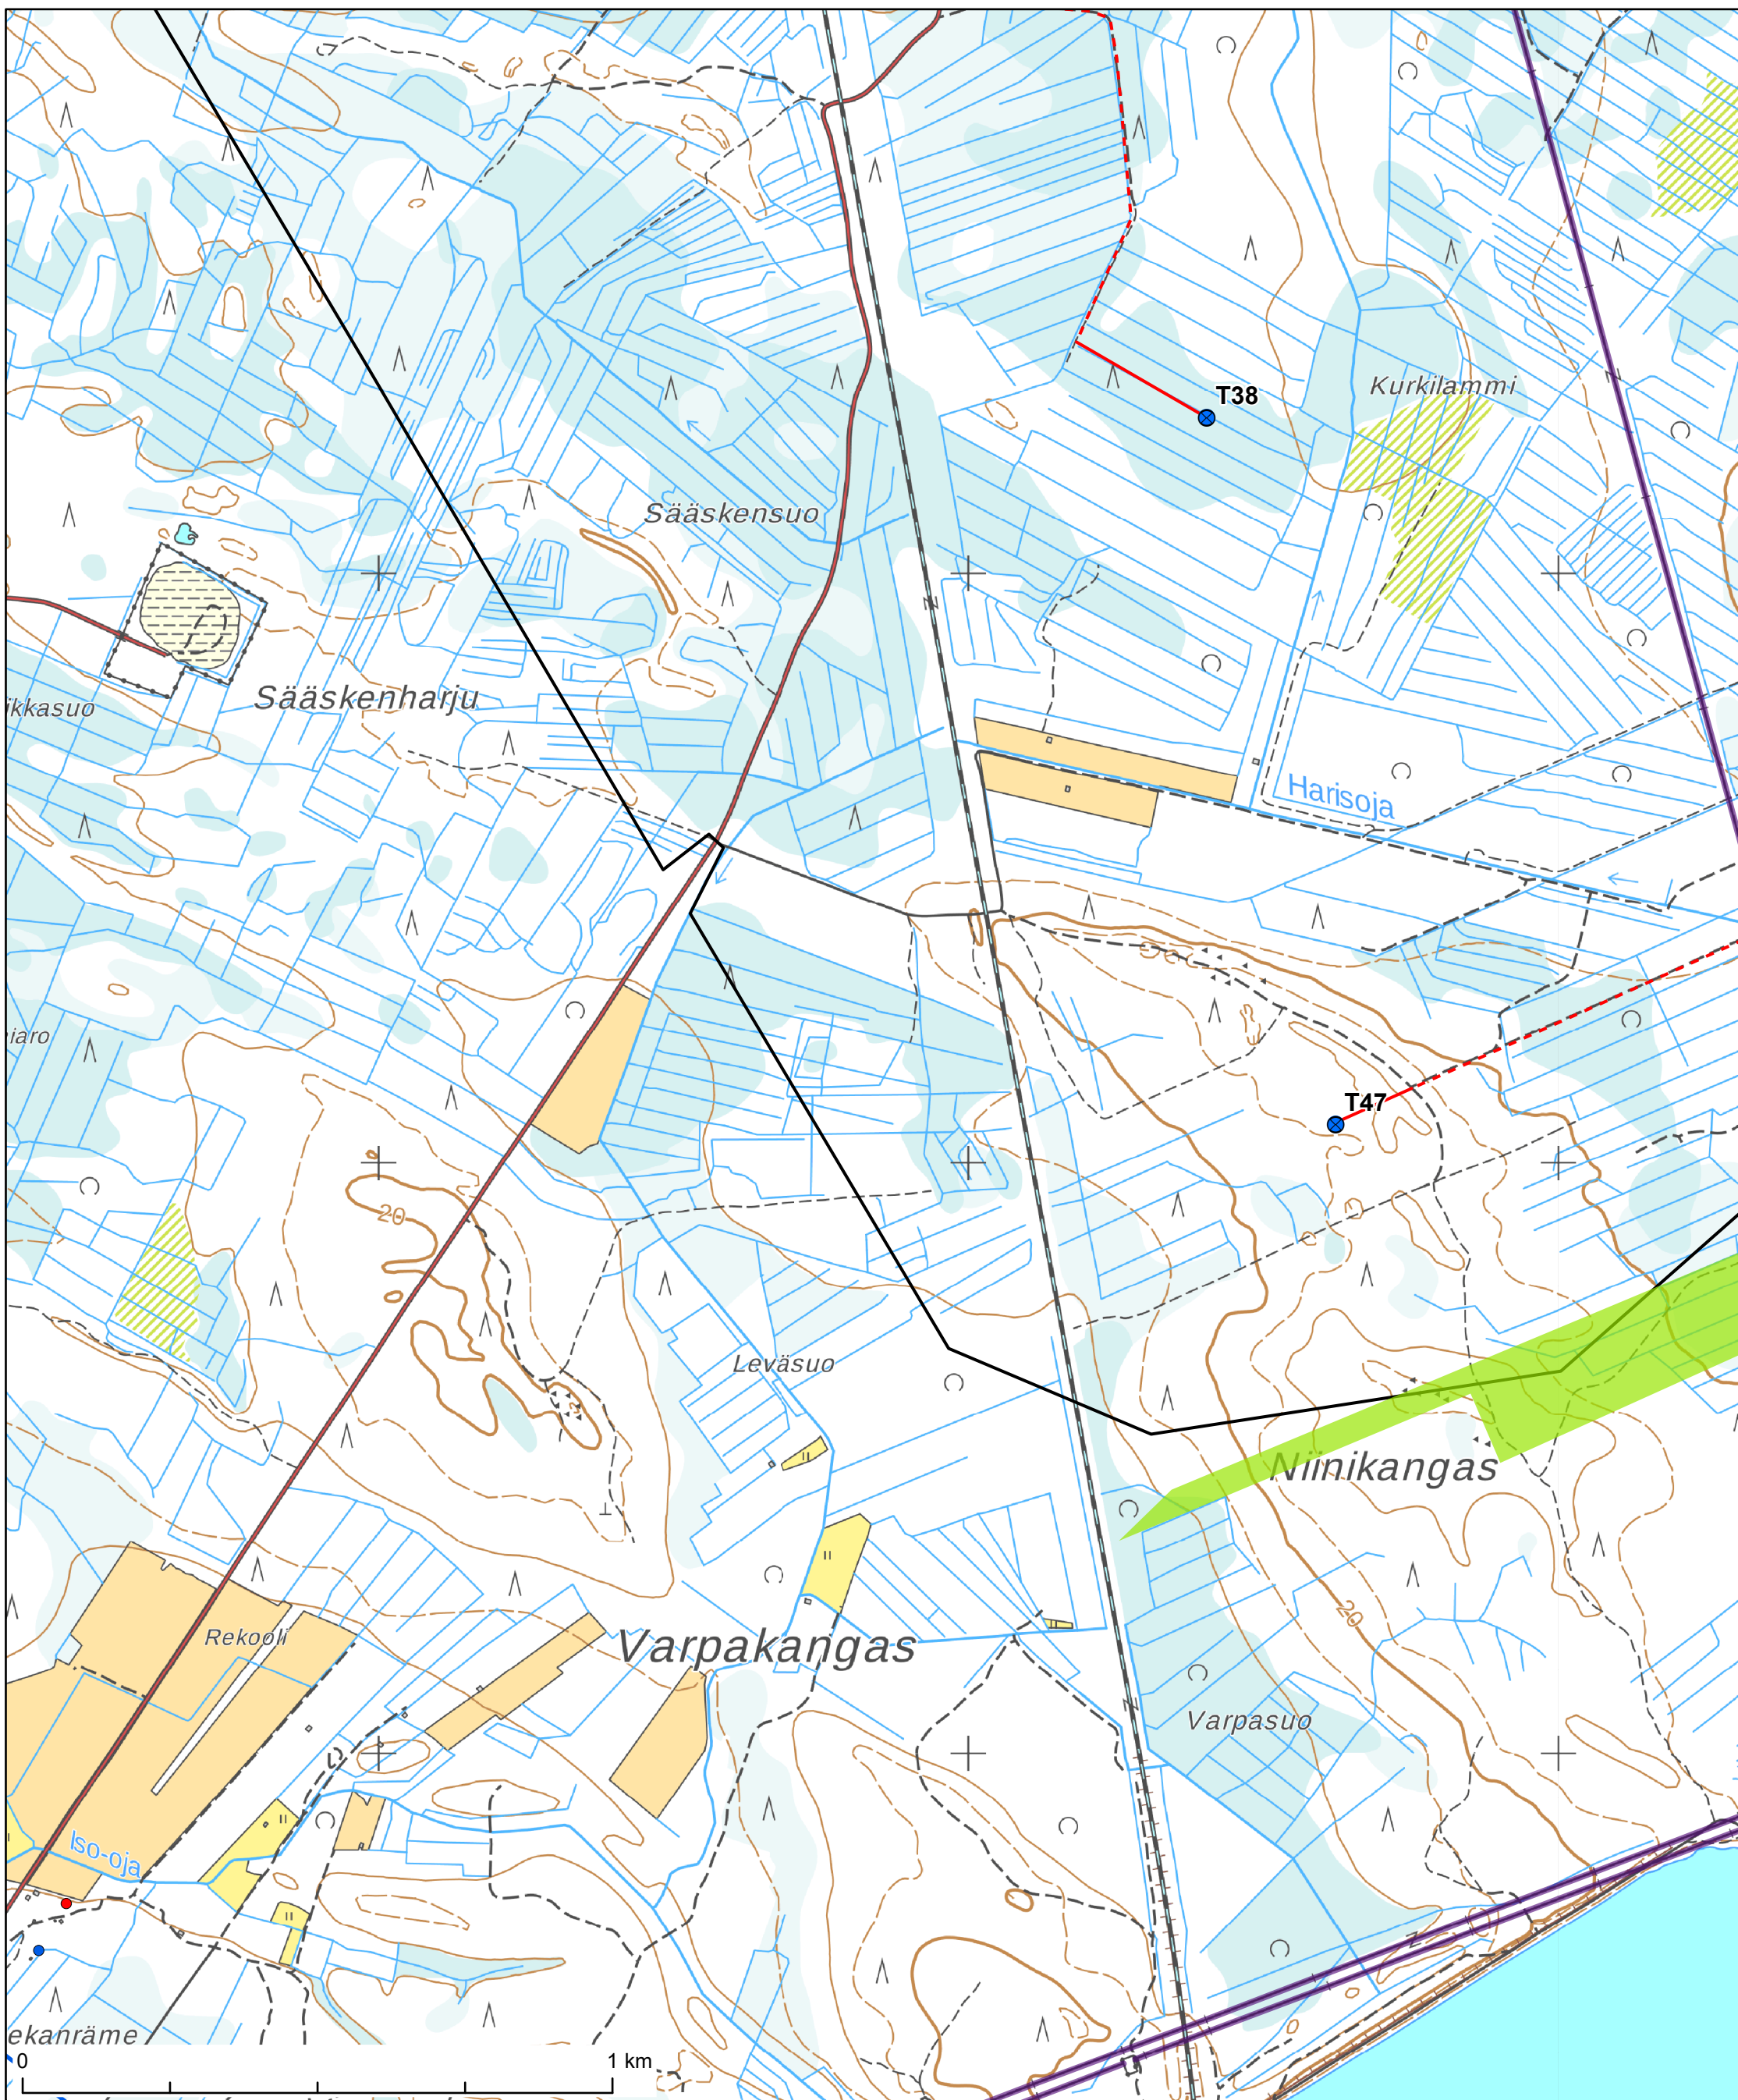 T38
Kurkilammi
Sääskensuo
Sääskenharju
ikkasuo
Harisoja
iaro
T47
20
Leväsuo
Niinikangas
20
Rekooli
Varpakangas
Varpasuo
Iso-oja
ekanräme
0 1 km